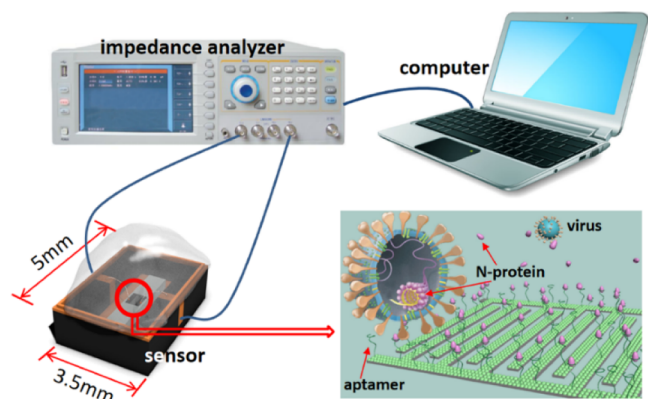 impedance analyzer
computer
5mm
3.5mm
sensor
virus
N-protein
aptamer